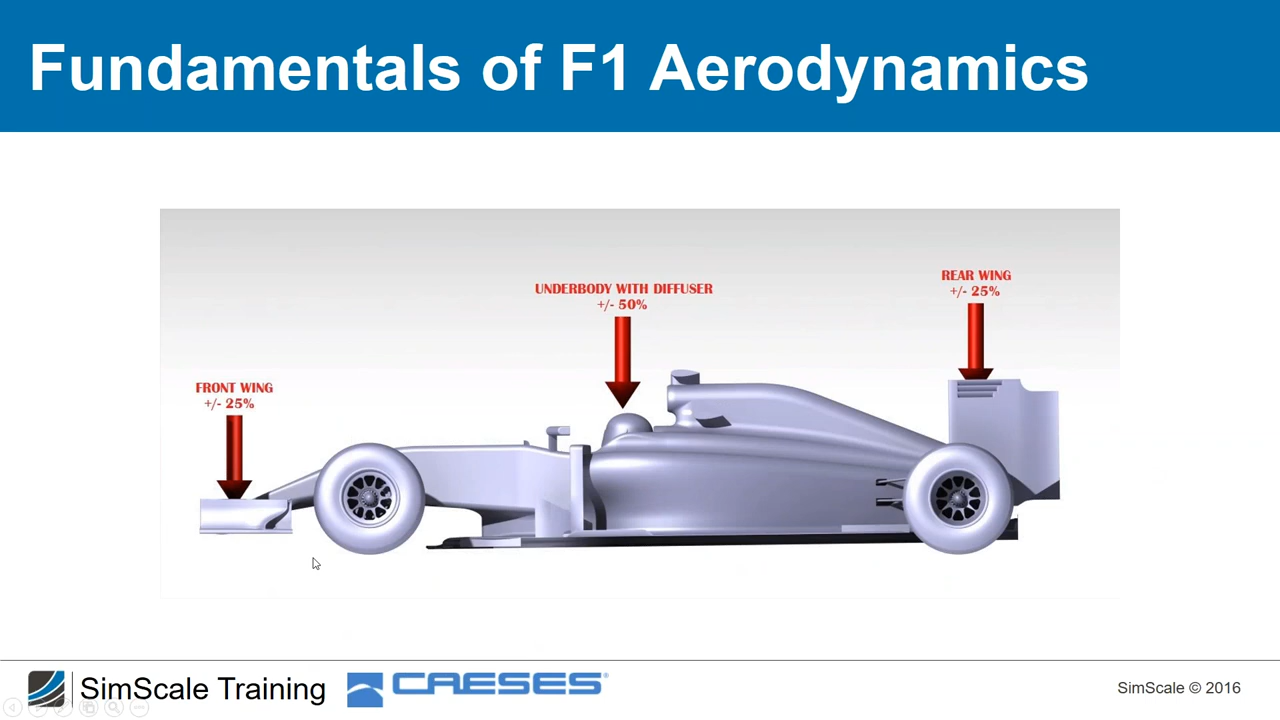 Fundamentals of F1 Aerodynamics
REAR WING
+/- 25%
UNDERBODY WITH DIFFUSER
+/- 50%
FRONT WING
+/- 25%
SimScale Training
CAESES®
SimScale © 2016